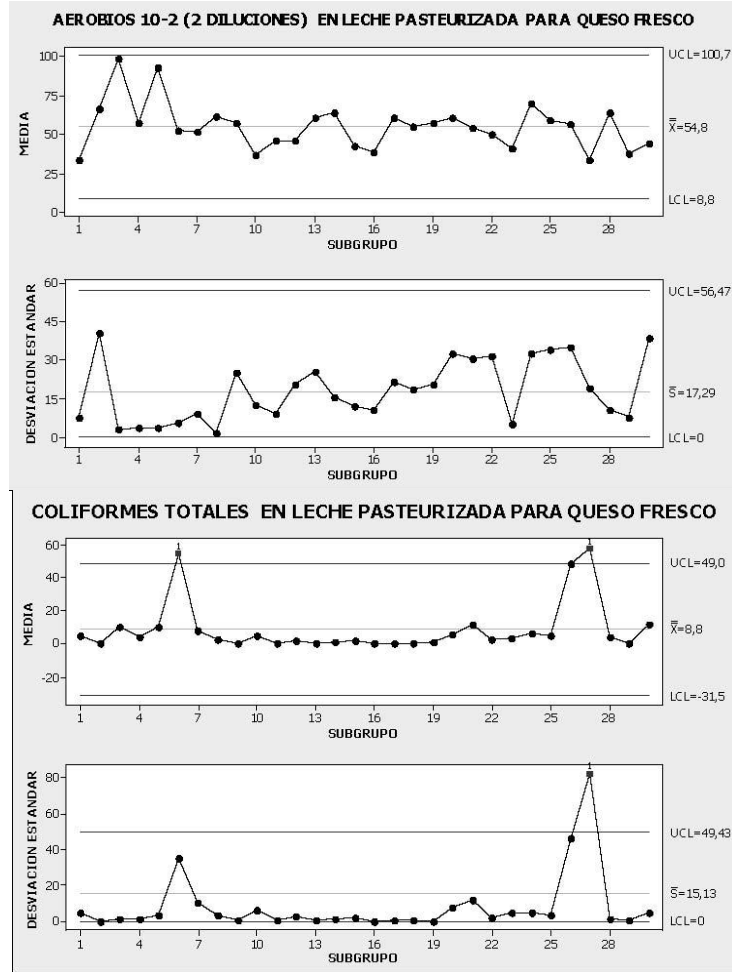 AEROBIOS 10-2 (2 DILUCIONES) EN LECHE PASTEURIZADA PARA QUESO FRESCO
MEDIA
100
75
50
25
0
UCL=100,7
X̿=54,8
LCL=8,8
1 4 7 10 13 16 19 22 25 28
SUBGRUPO
DESVIACION ESTANDAR
60
45
30
15
0
UCL=56,47
S̅=17,29
LCL=0
1 4 7 10 13 16 19 22 25 28
SUBGRUPO
COLIFORMES TOTALES EN LECHE PASTEURIZADA PARA QUESO FRESCO
MEDIA
60
40
20
0
-20
1
1
UCL=49,0
X̿=8,8
LCL=-31,5
1 4 7 10 13 16 19 22 25 28
SUBGRUPO
DESVIACION ESTANDAR
80
60
40
20
0
1
UCL=49,43
S̅=15,13
LCL=0
1 4 7 10 13 16 19 22 25 28
SUBGRUPO